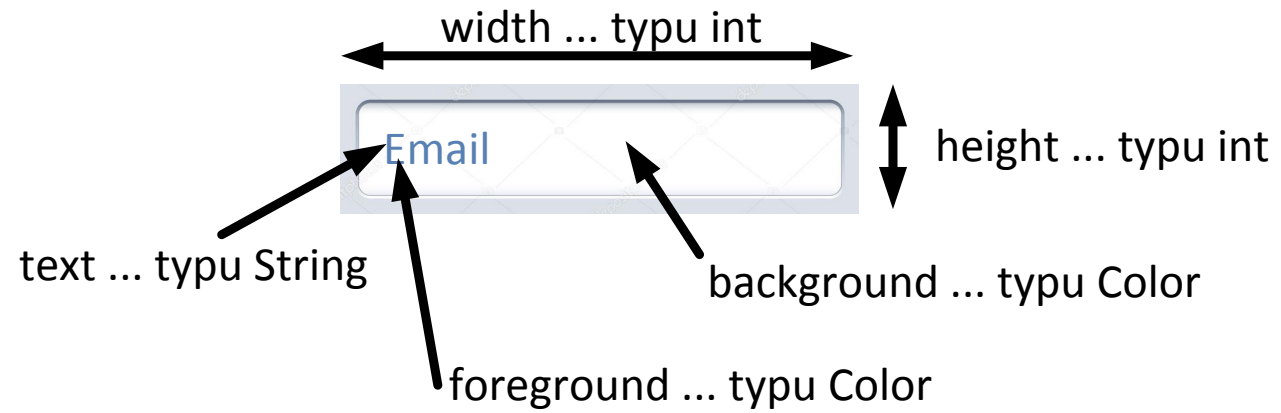 width ... typu int
Email
height ... typu int
text ... typu String
background ... typu Color
foreground ... typu Color